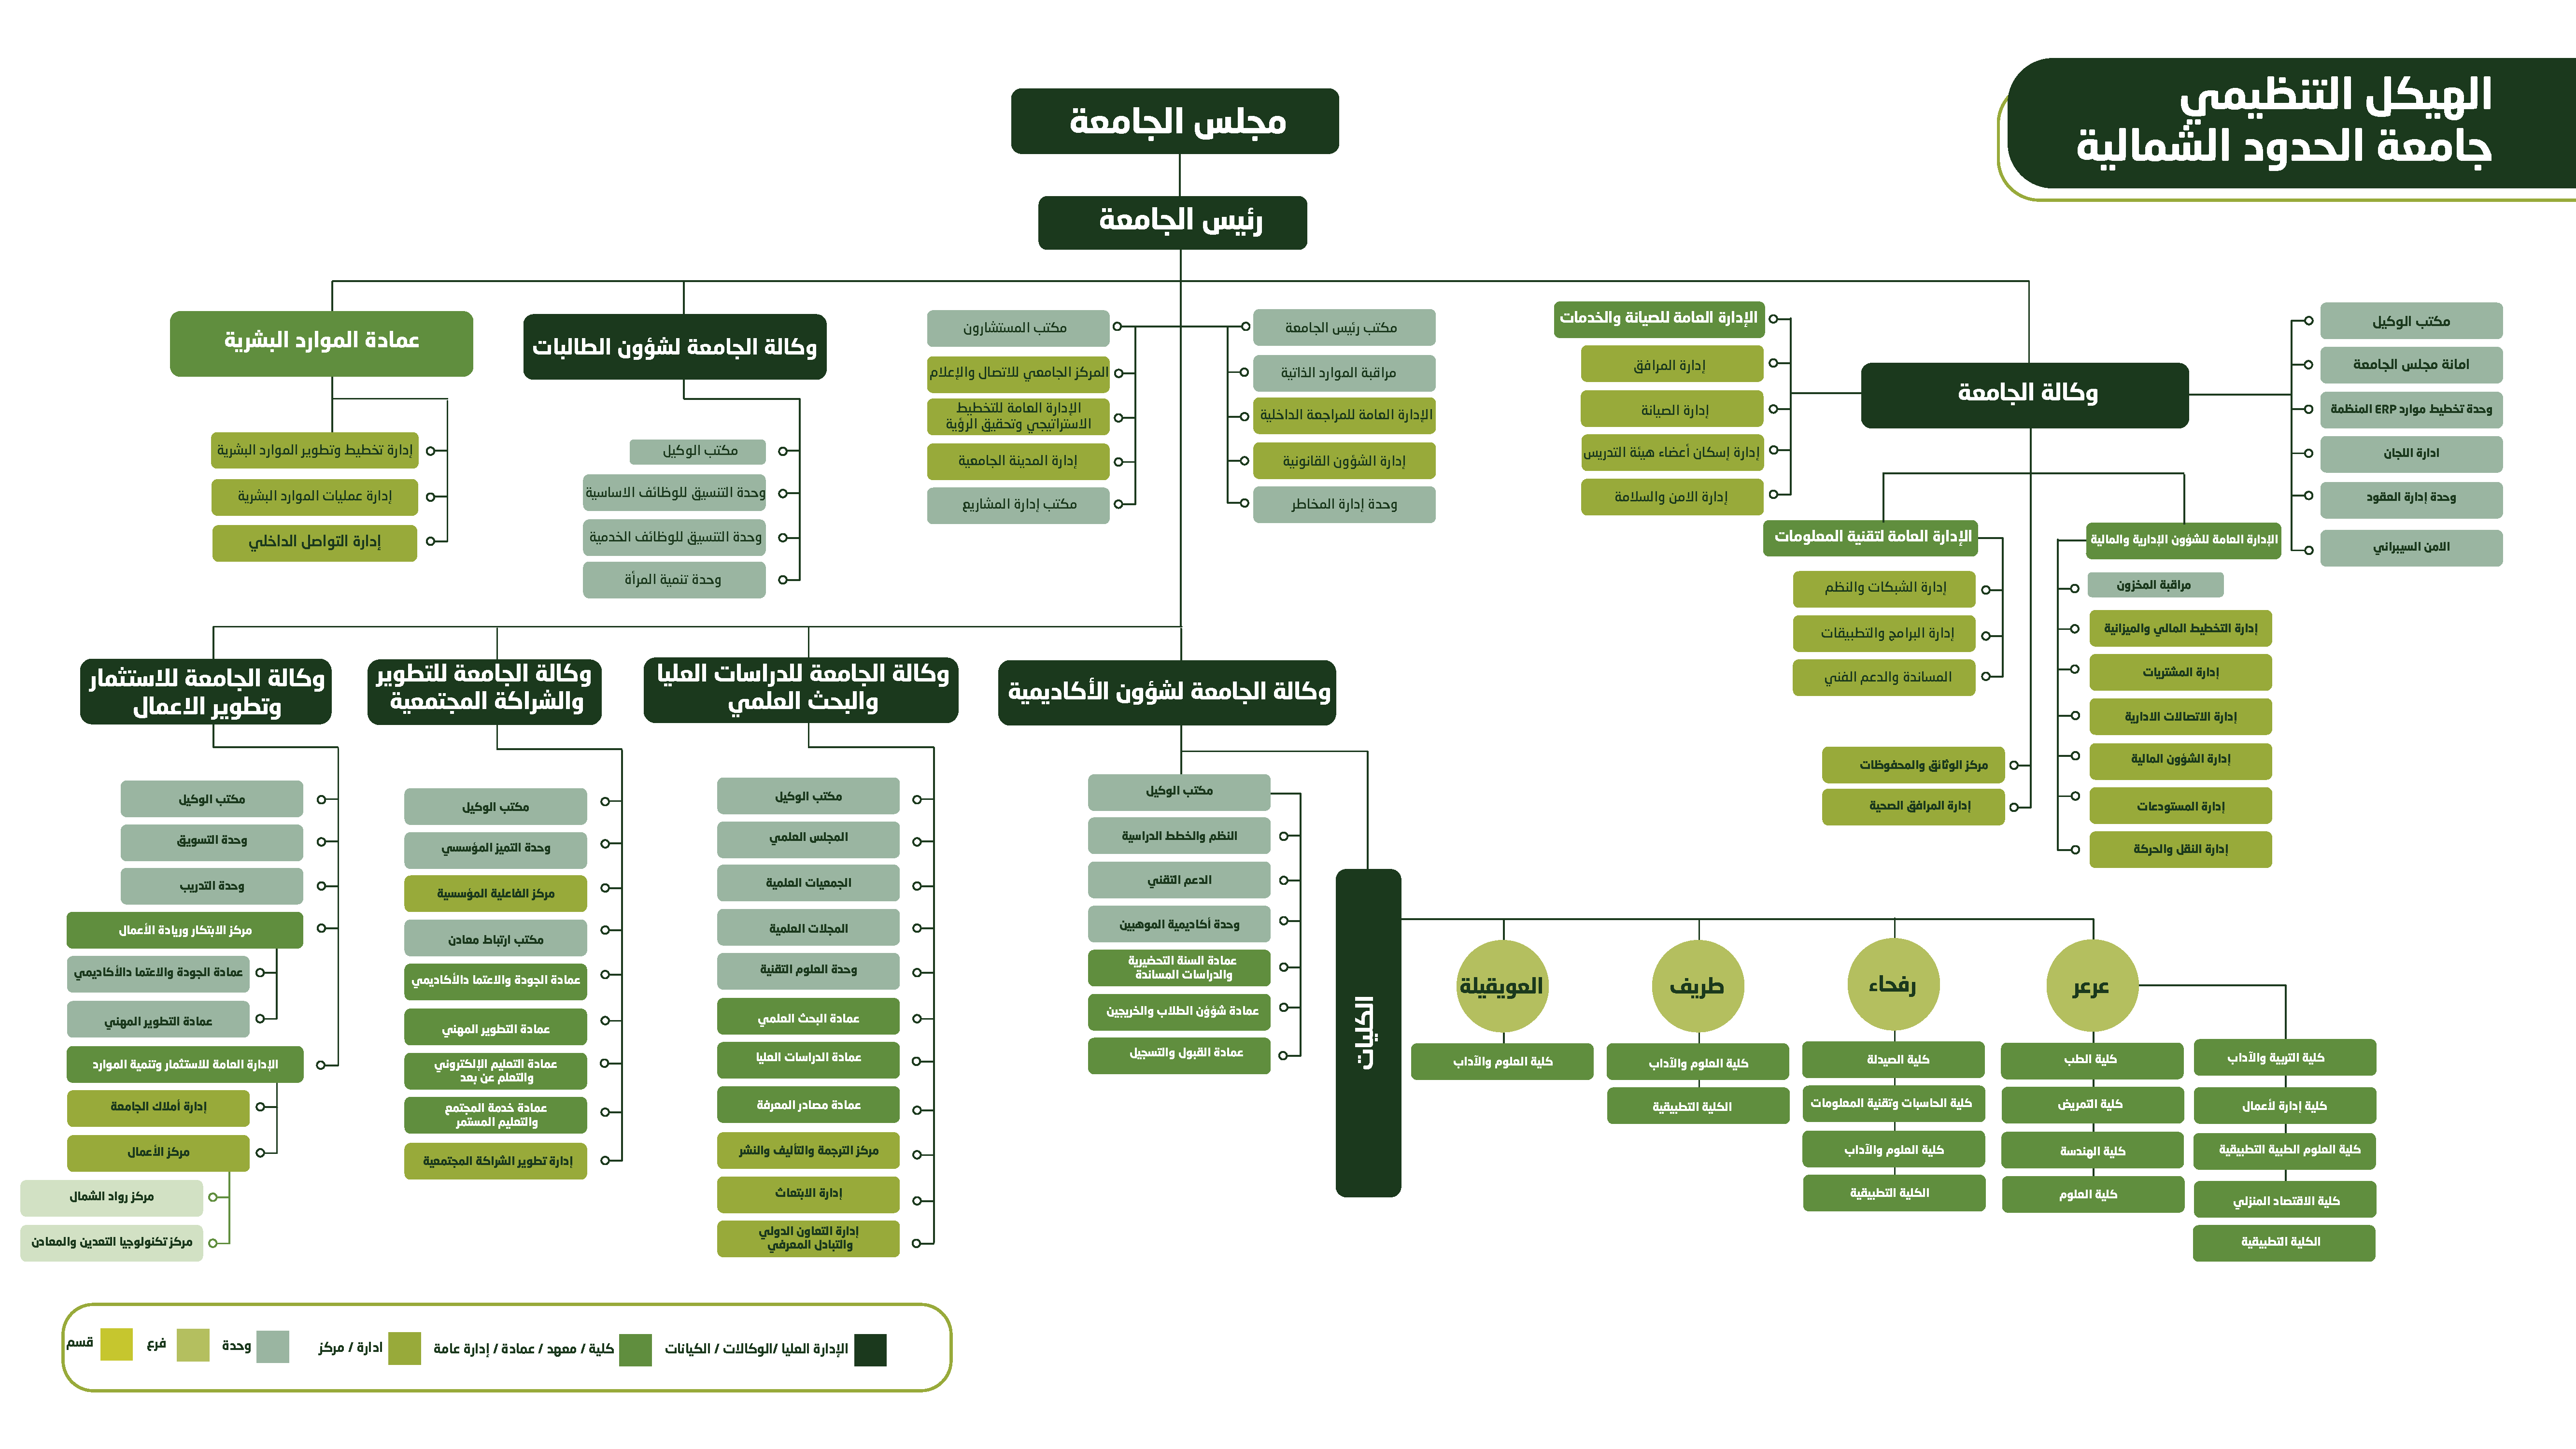 الهيكل التنظيمي
جامعة الحدود الشمالية
مجلس الجامعة
رئيس الجامعة
وكالة الجامعة
مكتب الوكيل
امانة مجلس الجامعة
وحدة تخطيط موارد ERP المنظمة
ادارة اللجان
وحدة إدارة العقود
الامن السيبراني
الإدارة العامة للصيانة والخدمات
إدارة المرافق
إدارة الصيانة
إدارة إسكان أعضاء هيئة التدريس
إدارة الامن والسلامة
الإدارة العامة للشؤون الإدارية والمالية
مراقبة المخزون
إدارة التخطيط المالي والميزانية
إدارة المشتريات
إدارة الاتصالات الادارية
إدارة الشؤون المالية
إدارة المستودعات
إدارة النقل والحركة
الإدارة العامة لتقنية المعلومات
إدارة الشبكات والنظم
إدارة البرامج والتطبيقات
المساندة والدعم الفني
مركز الوثائق والمحفوظات
إدارة المرافق الصحية
مكتب رئيس الجامعة
مراقبة الموارد الذاتية
الإدارة العامة للمراجعة الداخلية
إدارة الشؤون القانونية
وحدة إدارة المخاطر
مكتب المستشارون
المركز الجامعي للاتصال والإعلام
الإدارة العامة للتخطيط
الاستراتيجي وتحقيق الرؤية
إدارة المدينة الجامعية
مكتب إدارة المشاريع
وكالة الجامعة لشؤون الطالبات
مكتب الوكيل
وحدة التنسيق للوظائف الاساسية
وحدة التنسيق للوظائف الخدمية
وحدة تنمية المرأة
عمادة الموارد البشرية
إدارة تخطيط وتطوير الموارد البشرية
إدارة عمليات الموارد البشرية
إدارة التواصل الداخلي
وكالة الجامعة لشؤون الأكاديمية
مكتب الوكيل
النظم والخطط الدراسية
الدعم التقني
وحدة أكاديمية الموهبين
عمادة السنة التحضيرية
والدراسات المساندة
عمادة شؤؤن الطلاب والخريجين
عمادة القبول والتسجيل
الكليات
عرعر
كلية التربية والآداب
كلية إدارة لأعمال
كلية العلوم الطبية التطبيقية
كلية الاقتصاد المنزلي
الكلية التطبيقية
كلية الطب
كلية التمريض
كلية الهندسة
كلية العلوم
رفحاء
كلية الصيدلة
كلية الحاسبات وتقنية المعلومات
كلية العلوم والآداب
الكلية التطبيقية
طريف
كلية العلوم والآداب
الكلية التطبيقية
العويقيلة
كلية العلوم والآداب
وكالة الجامعة للدراسات العليا
والبحث العلمي
مكتب الوكيل
المجلس العلمي
الجمعيات العلمية
المجلات العلمية
وحدة العلوم التقنية
عمادة البحث العلمي
عمادة الدراسات العليا
عمادة مصادر المعرفة
مركز الترجمة والتأليف والنشر
إدارة الابتعاث
إدارة التعاون الدولي
والتبادل المعرفي
وكالة الجامعة للتطوير
والشراكة المجتمعية
مكتب الوكيل
وحدة التميز المؤسسي
مركز الفاعلية المؤسسية
مكتب ارتباط معادن
عمادة الجودة والاعتما دالأكاديمي
عمادة التطوير المهني
عمادة التعليم الإلكتروني
والتعلم عن بعد
عمادة خدمة المجتمع
والتعليم المستمر
إدارة تطوير الشراكة المجتمعية
وكالة الجامعة للاستثمار
وتطوير الاعمال
مكتب الوكيل
وحدة التسويق
وحدة التدريب
مركز الابتكار وريادة الأعمال
عمادة الجودة والاعتما دالأكاديمي
عمادة التطوير المهني
الإدارة العامة للاستثمار وتنمية الموارد
إدارة أملاك الجامعة
مركز الأعمال
مركز رواد الشمال
مركز تكنولوجيا التعدين والمعادن
الإدارة العليا /الوكالات / الكيانات
كلية / معهد / عمادة / إدارة عامة
ادارة / مركز
وحدة
فرع
قسم